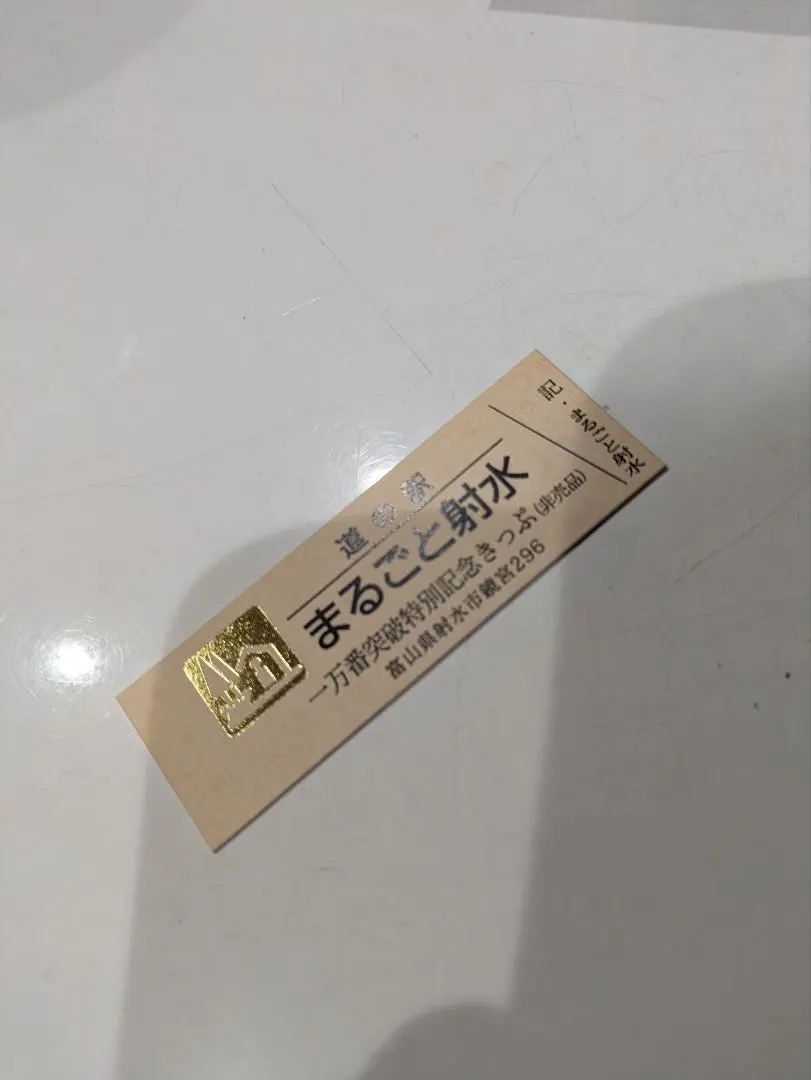 道の駅
まるごと射水
一万番突破特別記念きっぷ(非売品)
富山県射水市鏡宮296
記・まるごと射水